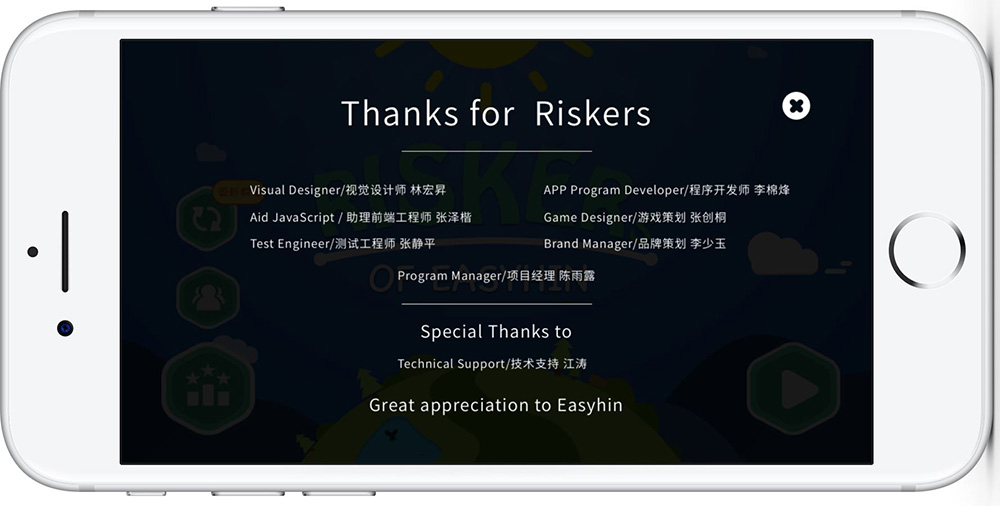 Thanks for Riskers
Visual Designer/视觉设计师 林宏昇
APP Program Developer/程序开发师 李棉烽
Aid JavaScript / 助理前端工程师 张泽楷
Game Designer/游戏策划 张创桐
Test Engineer/测试工程师 张静平
Brand Manager/品牌策划 李少玉
Program Manager/项目经理 陈雨露
Special Thanks to
Technical Support/技术支持 江涛
Great appreciation to Easyhin
RISKER
OF EASYHIN